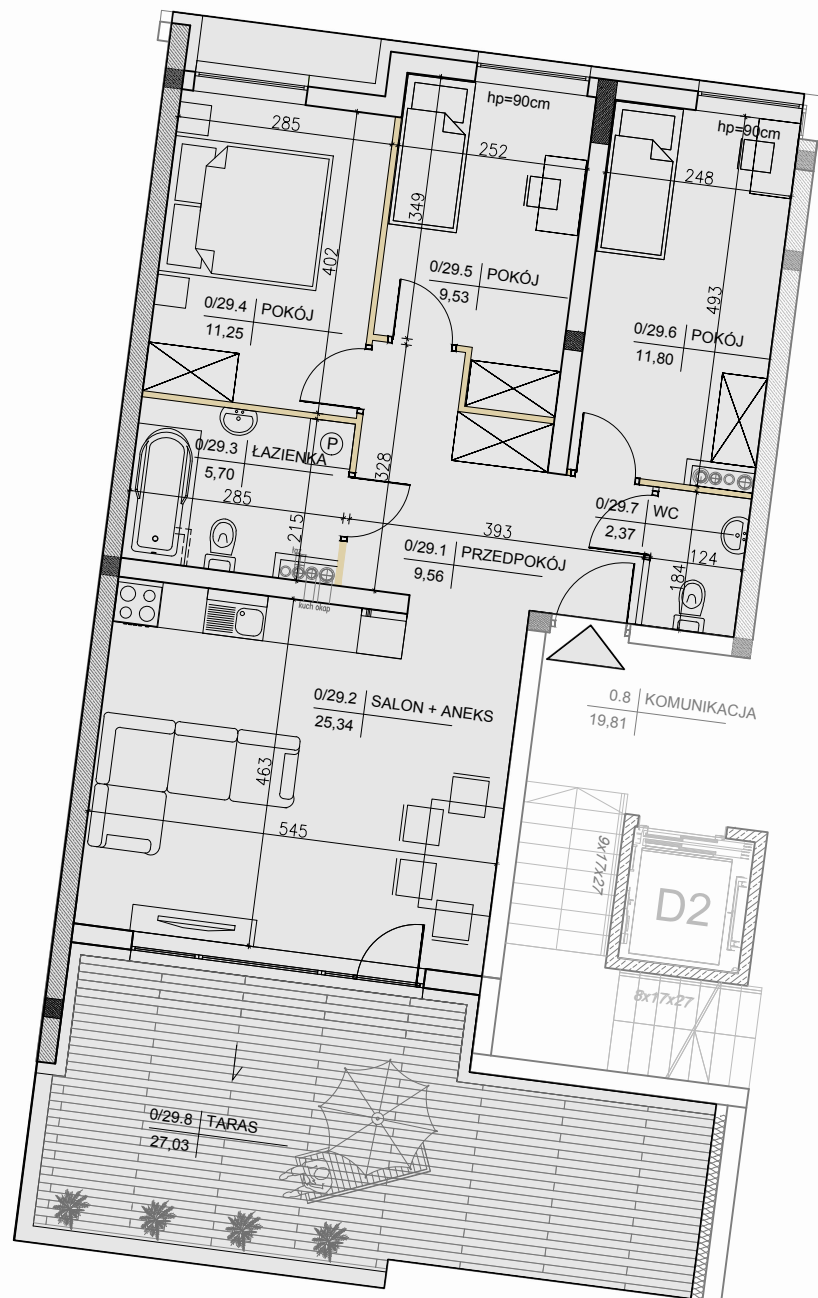 hp=90cm
hp=90cm
285
252
248
349
402
493
0/29.5 POKÓJ
9,53
0/29.4 POKÓJ
11,25
0/29.6 POKÓJ
11,80
P
0/29.3 ŁAZIENKA
5,70
328
285
215
393
0/29.7 WC
2,37
124
184
0/29.1 PRZEDPOKÓJ
9,56
kuch okap
0/29.2 SALON + ANEKS
25,34
0.8 KOMUNIKACJA
19,81
463
545
9x17x27
D2
8x17x27
0/29.8 TARAS
27,03